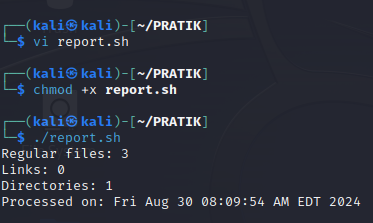 ┌──(kali㉿kali)-[~/PRATIK]
└─$ vi report.sh
┌──(kali㉿kali)-[~/PRATIK]
└─$ chmod +x report.sh
┌──(kali㉿kali)-[~/PRATIK]
└─$ ./report.sh
Regular files: 3
Links: 0
Directories: 1
Processed on: Fri Aug 30 08:09:54 AM EDT 2024